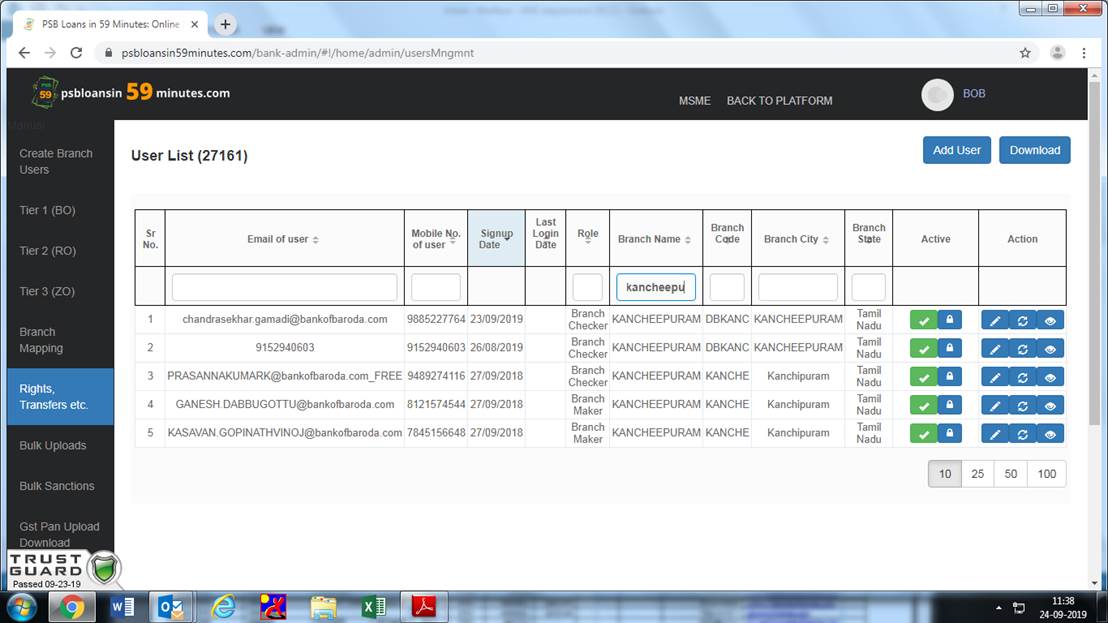 PSB Loans in 59 Minutes: Online
psbloansin59minutes.com/bank-admin/#!/home/admin/usersMngmnt
psbloansin 59 minutes.com
MSME BACK TO PLATFORM BOB
Manual
Create Branch
Users
Tier 1 (BO)
Tier 2 (RO)
Tier 3 (ZO)
Branch
Mapping
Rights,
Transfers etc.
Bulk Uploads
Bulk Sanctions
Gst Pan Upload
Download
TRUST
GUARD
Passed 09-23-19
User List (27161)
Add User Download
Sr No. Email of user Mobile No. of user Signup Date Last Login Date Role Branch Name Branch Code Branch City Branch State Active Action
kancheepu
1 chandrasekhar.gamadi@bankofbaroda.com 9885227764 23/09/2019 Branch Checker KANCHEEPURAM DBKANC KANCHEEPURAM Tamil Nadu
2 9152940603 9152940603 26/08/2019 Branch Checker KANCHEEPURAM DBKANC KANCHEEPURAM Tamil Nadu
3 PRASANNAKUMARK@bankofbaroda.com_FREE 9489274116 27/09/2018 Branch Checker KANCHEEPURAM KANCHE Kanchipuram Tamil Nadu
4 GANESH.DABBUGOTTU@bankofbaroda.com 8121574544 27/09/2018 Branch Maker KANCHEEPURAM KANCHE Kanchipuram Tamil Nadu
5 KASAVAN.GOPINATHVINOJ@bankofbaroda.com 7845156648 27/09/2018 Branch Maker KANCHEEPURAM KANCHE Kanchipuram Tamil Nadu
10 25 50 100
11:38
24-09-2019